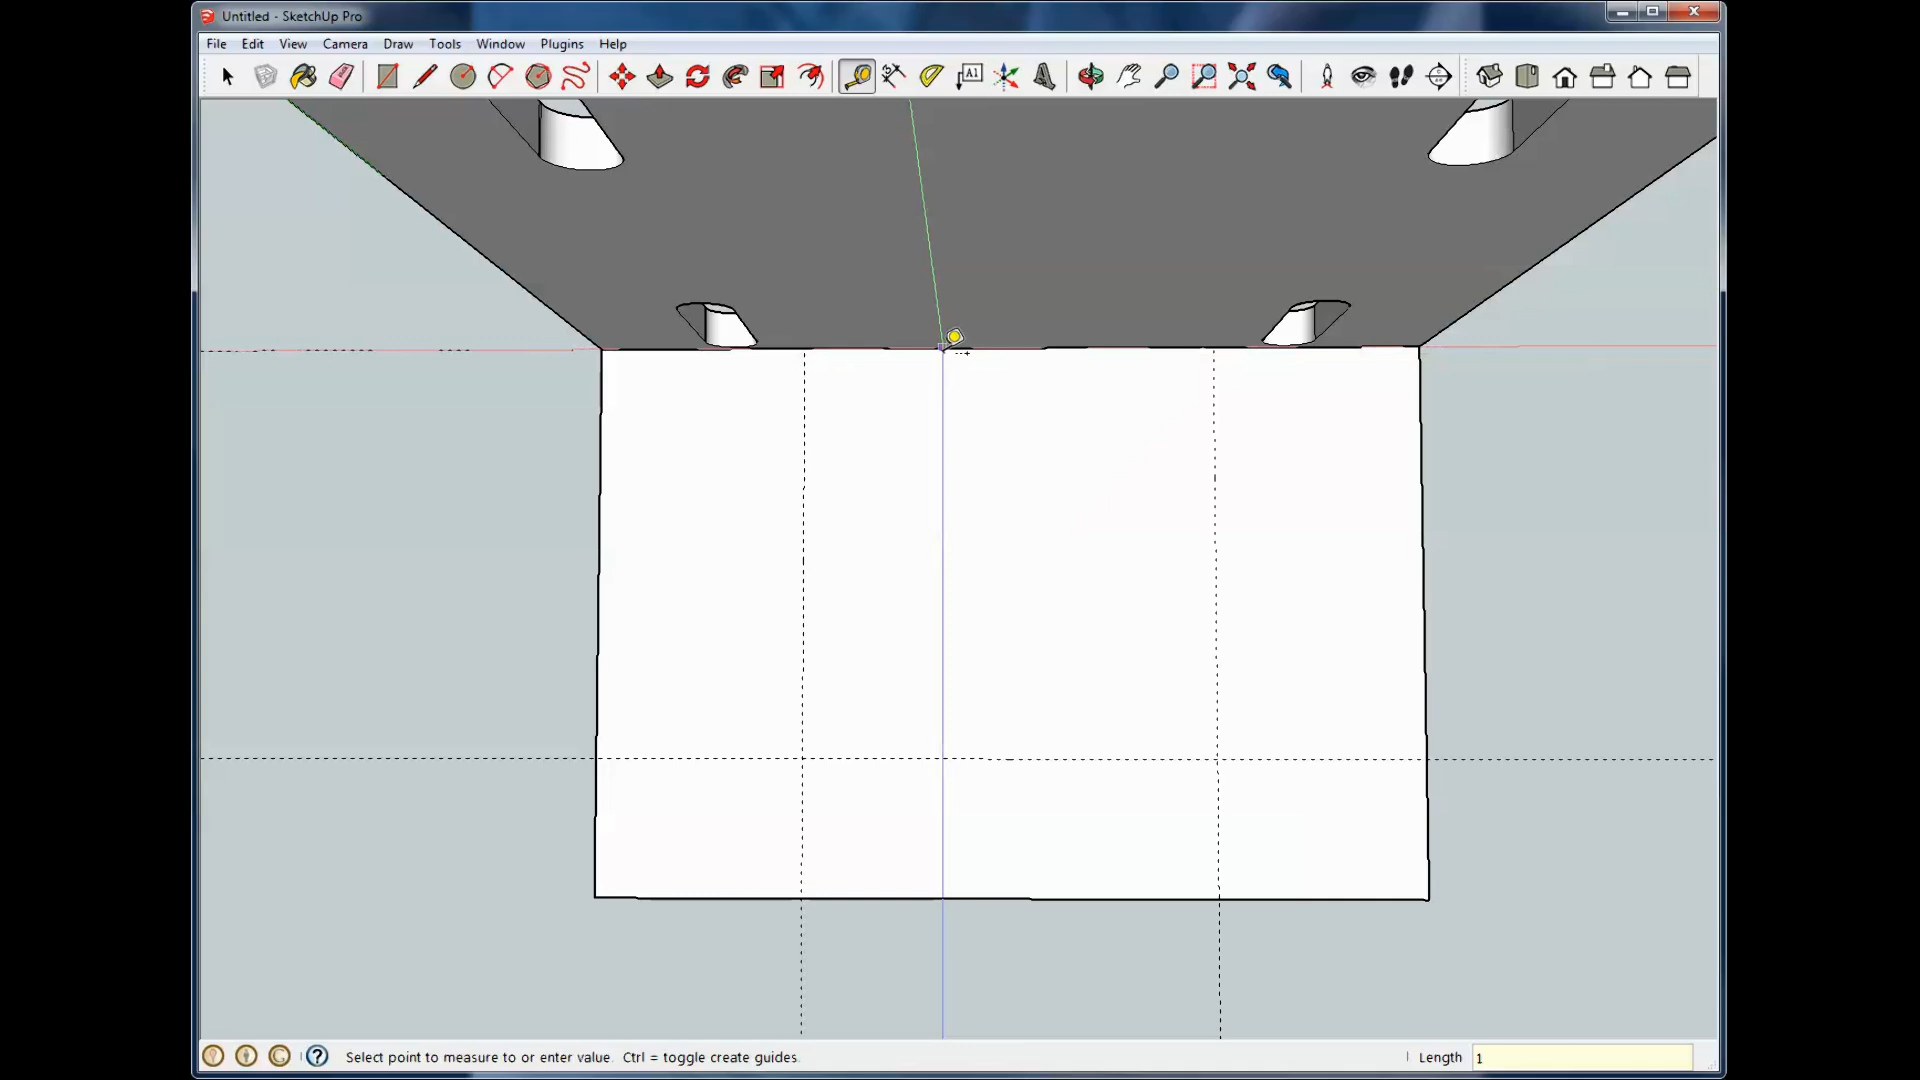 Untitled - SketchUp Pro
File Edit View Camera Draw Tools Window Plugins Help
A1
Select point to measure to or enter value. Ctrl = toggle create guides.
Length 1